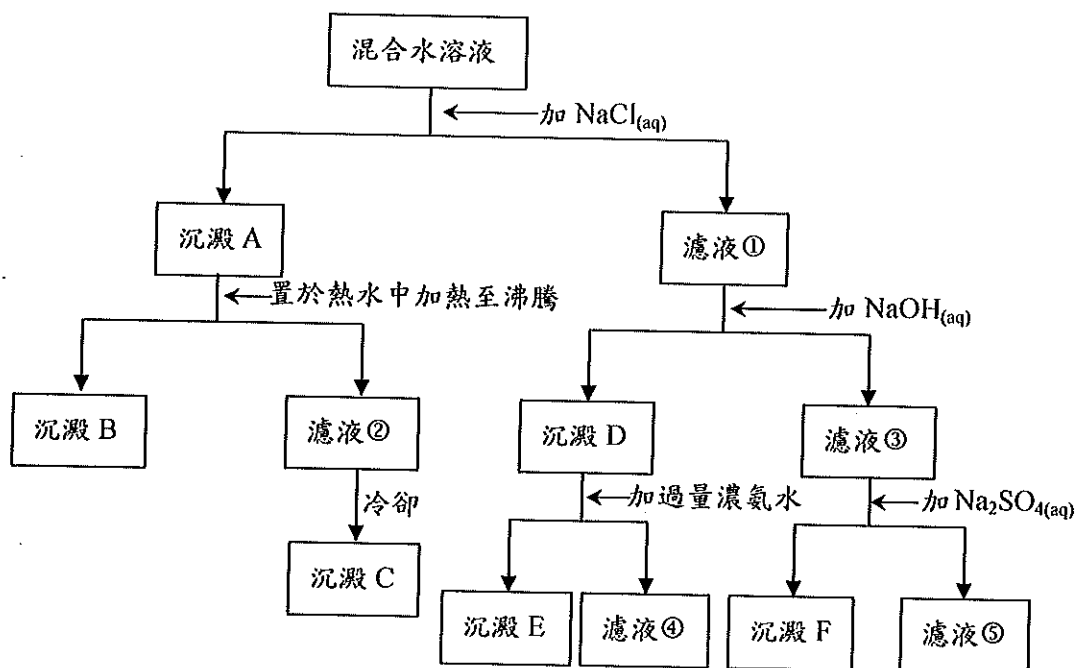 混合水溶液
加 NaCl(aq)
沉澱 A
濾液①
置於熱水中加熱至沸騰
加 NaOH(aq)
沉澱 B
濾液②
沉澱 D
濾液③
冷卻
加過量濃氨水
加 Na₂SO₄(aq)
沉澱 C
沉澱 E
濾液④
沉澱 F
濾液⑤